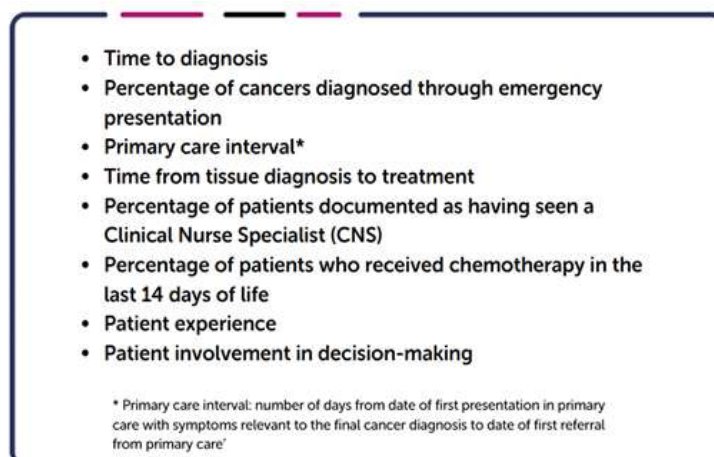 • Time to diagnosis
• Percentage of cancers diagnosed through emergency
presentation
• Primary care interval*
• Time from tissue diagnosis to treatment
• Percentage of patients documented as having seen a
Clinical Nurse Specialist (CNS)
• Percentage of patients who received chemotherapy in the
last 14 days of life
• Patient experience
• Patient involvement in decision-making
* Primary care interval: number of days from date of first presentation in primary
care with symptoms relevant to the final cancer diagnosis to date of first referral
from primary care’